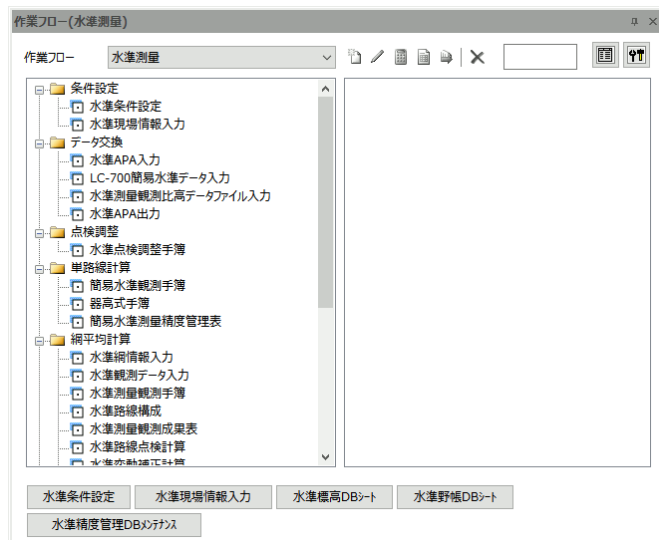 作業フロー(水準測量)
作業フロー 水準測量
条件設定
水準条件設定
水準現場情報入力
データ交換
水準APA入力
LC-700簡易水準データ入力
水準測量観測比高データファイル入力
水準APA出力
点検調整
水準点検調整手簿
単路線計算
簡易水準観測手簿
器高式手簿
簡易水準測量精度管理表
網平均計算
水準網情報入力
水準観測データ入力
水準測量観測手簿
水準路線構成
水準測量観測成果表
水準路線点検計算
水準変動補正計算
水準条件設定 水準現場情報入力 水準標高DBシート 水準野帳DBシート
水準精度管理DBメンテナンス